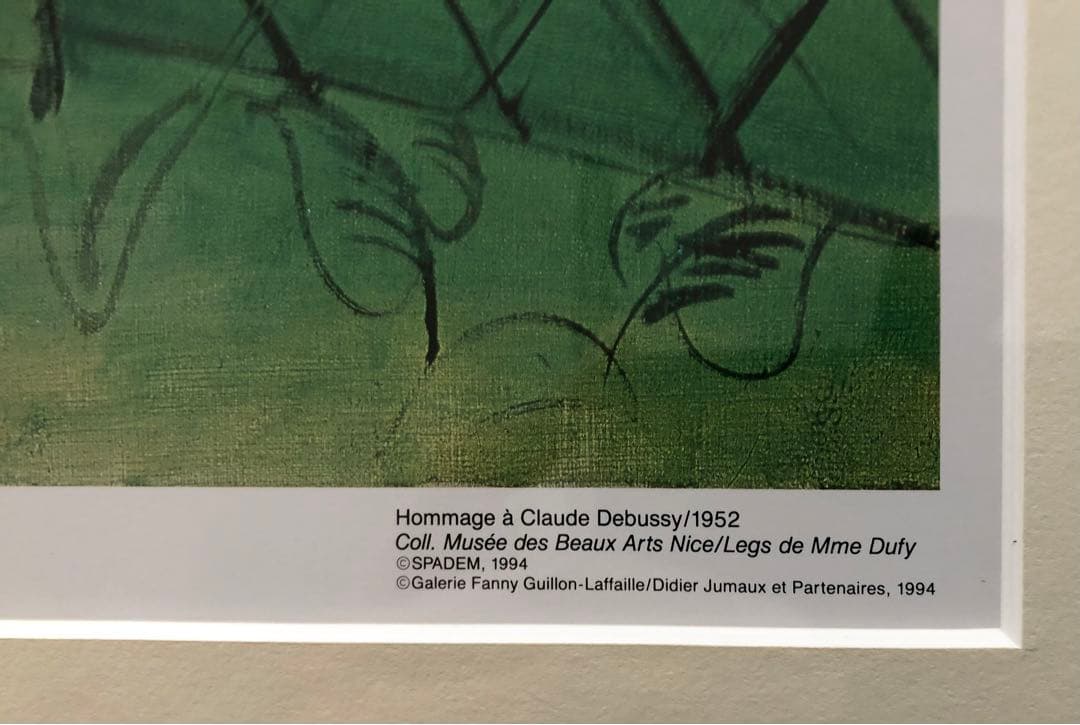 Hommage à Claude Debussy/1952
Coll. Musée des Beaux Arts Nice/Legs de Mme Dufy
©SPADEM, 1994
©Galerie Fanny Guillon-Laffaille/Didier Jumaux et Partenaires, 1994